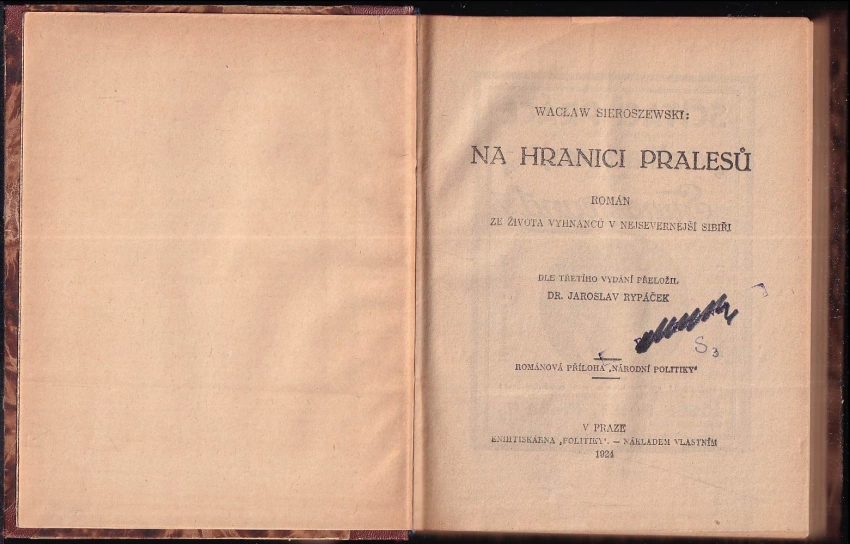 WACŁAW SIEROSZEWSKI:
NA HRANICI PRALESŮ
ROMÁN
ZE ŽIVOTA VYHNANCŮ V NEJSEVERNĚJŠÍ SIBIŘI
DLE TŘETÍHO VYDÁNÍ PŘELOŽIL
DR. JAROSLAV RYPÁČEK
S3
ROMÁNOVÁ PŘÍLOHA „NÁRODNÍ POLITIKY“
V PRAZE
KNIHTISKÁRNA „POLITIKY“. — NÁKLADEM VLASTNÍM
1924